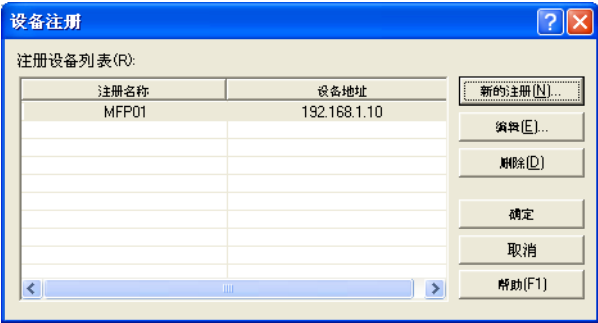 设备注册
注册设备列表(R):
注册名称 设备地址
MFP01 192.168.1.10
新的注册(N)...
编辑(E)...
删除(D)
确定
取消
帮助(F1)